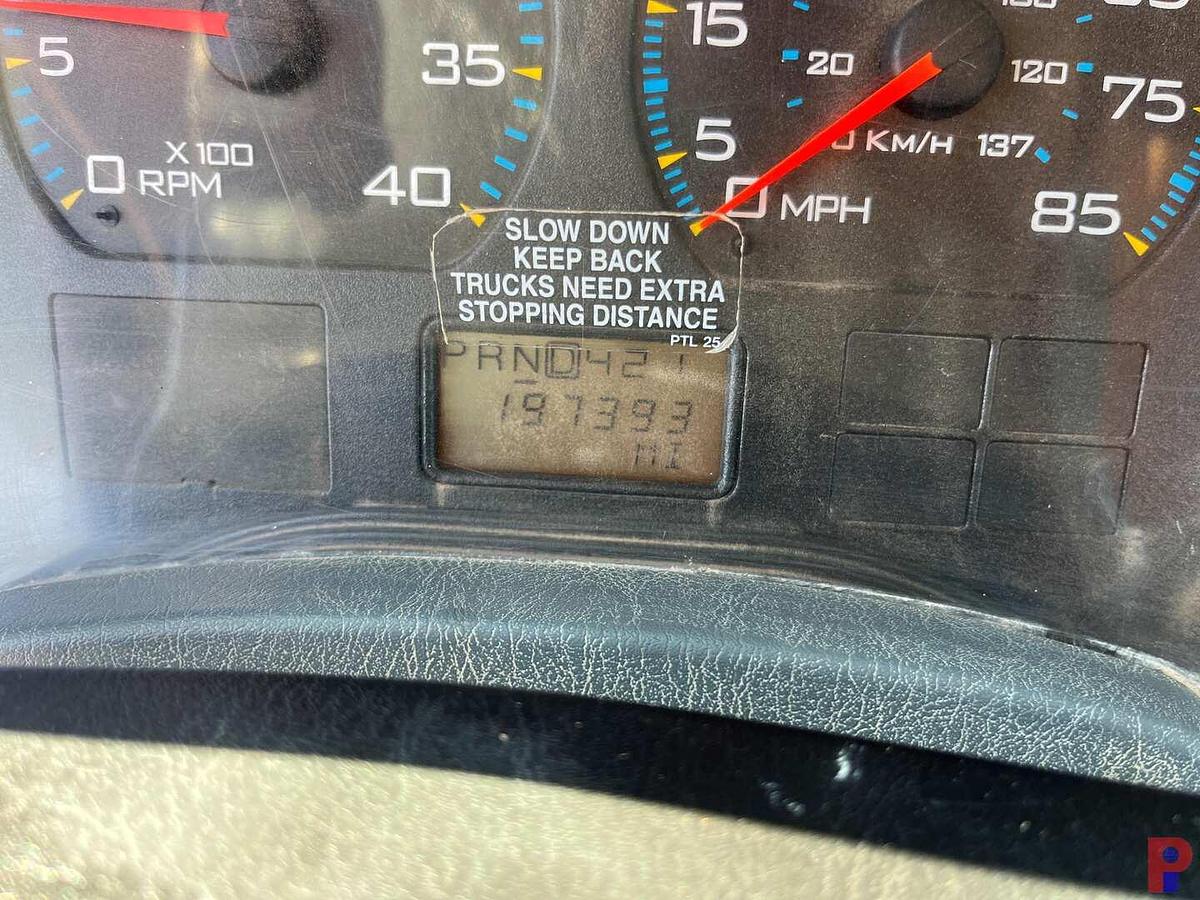 5
35
X 100
0 RPM
40
15
20
120
75
5
0 KM/H 137
0 MPH
85
SLOW DOWN
KEEP BACK
TRUCKS NEED EXTRA
STOPPING DISTANCE
PTL 25
PRND421
197393
MI